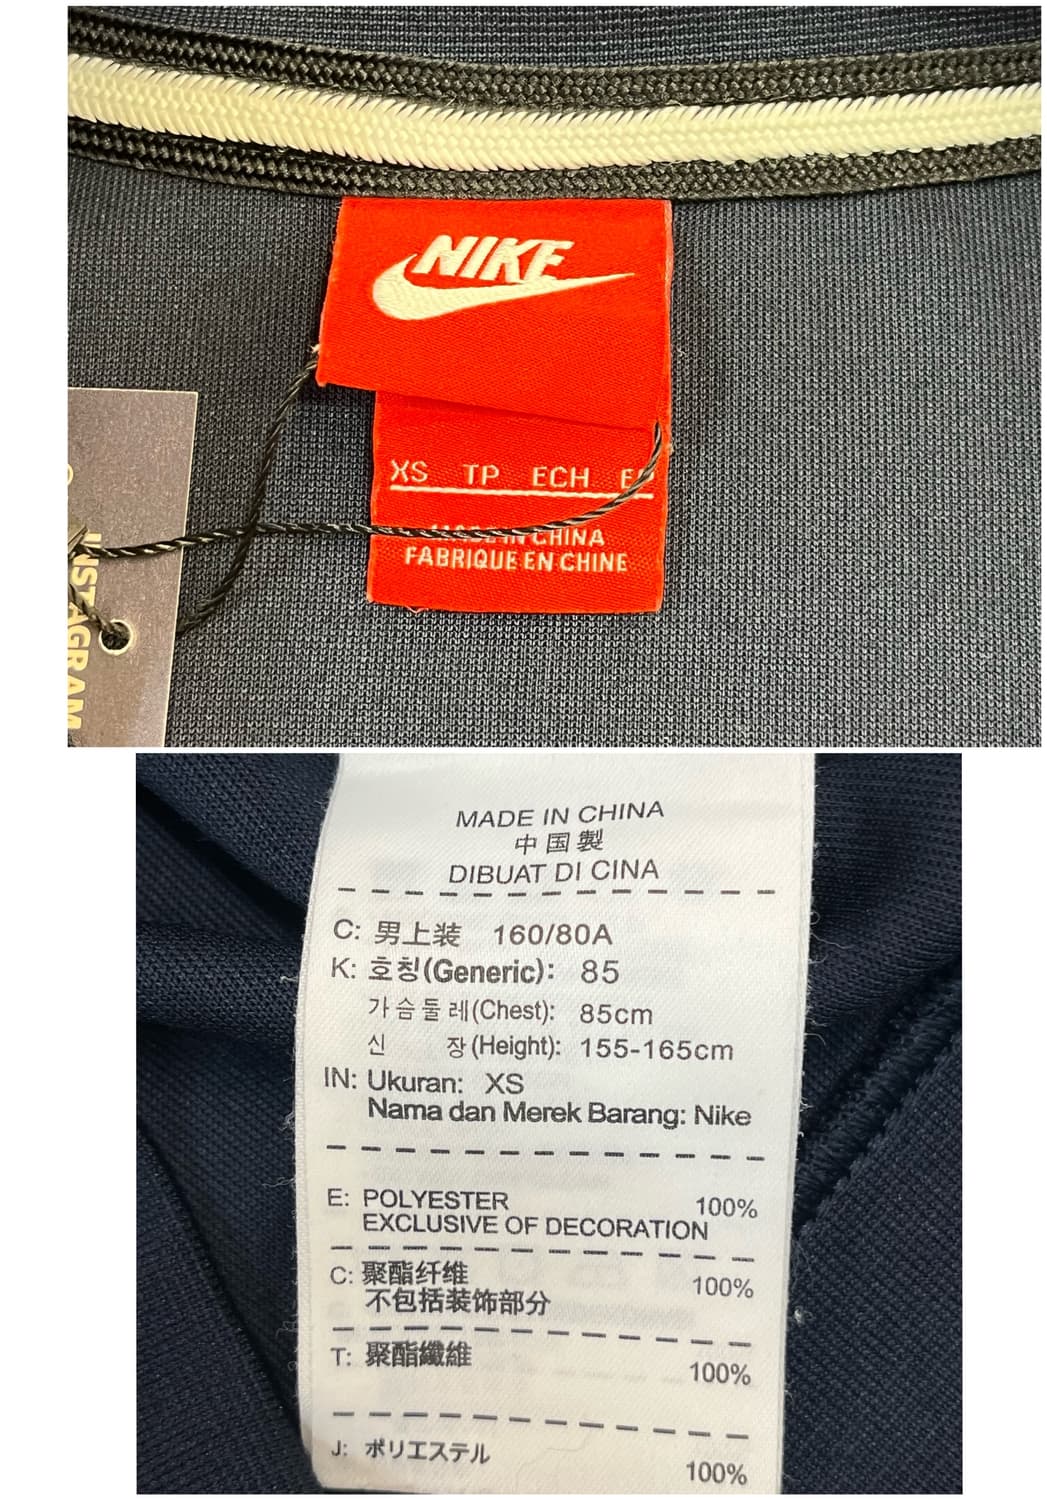 NIKE
XS TP ECH
INSTAGRAM
MADE IN CHINA
FABRIQUE EN CHINE
MADE IN CHINA
中国製
DIBUAT DI CINA
C: 男上装 160/80A
K: 호칭(Generic): 85
가슴둘레(Chest): 85cm
신 장(Height): 155-165cm
IN: Ukuran: XS
Nama dan Merek Barang: Nike
E: POLYESTER 100%
EXCLUSIVE OF DECORATION
C: 聚酯纤维 100%
不包括装饰部分
T: 聚酯纖維 100%
J: ポリエステル 100%